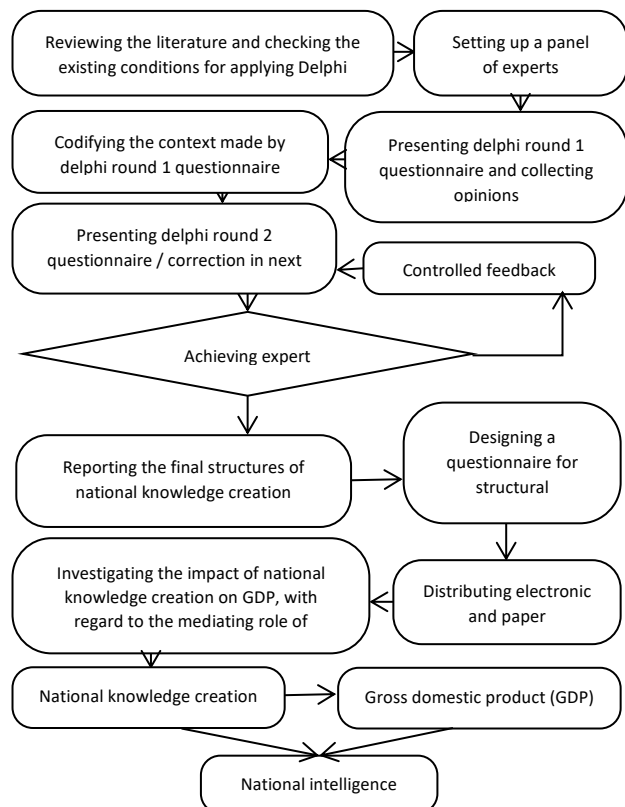 Reviewing the literature and checking the
existing conditions for applying Delphi
Setting up a panel
of experts
Presenting delphi round 1
questionnaire and collecting
opinions
Codifying the context made by
delphi round 1 questionnaire
Presenting delphi round 2
questionnaire / correction in next
Controlled feedback
Achieving expert
Reporting the final structures of
national knowledge creation
Designing a
questionnaire for
structural
Distributing electronic
and paper
Investigating the impact of national
knowledge creation on GDP, with
regard to the mediating role of
National knowledge creation
Gross domestic product (GDP)
National intelligence